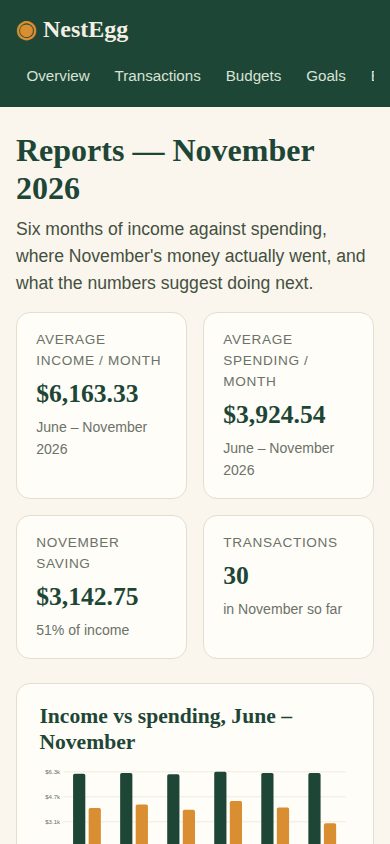 NestEgg
Overview Transactions Budgets Goals
Reports — November
2026
Six months of income against spending,
where November's money actually went, and
what the numbers suggest doing next.
AVERAGE
INCOME / MONTH
$6,163.33
June – November
2026
AVERAGE
SPENDING /
MONTH
$3,924.54
June – November
2026
NOVEMBER
SAVING
$3,142.75
51% of income
TRANSACTIONS
30
in November so far
Income vs spending, June –
November
$6.3k
$4.7k
$3.1k